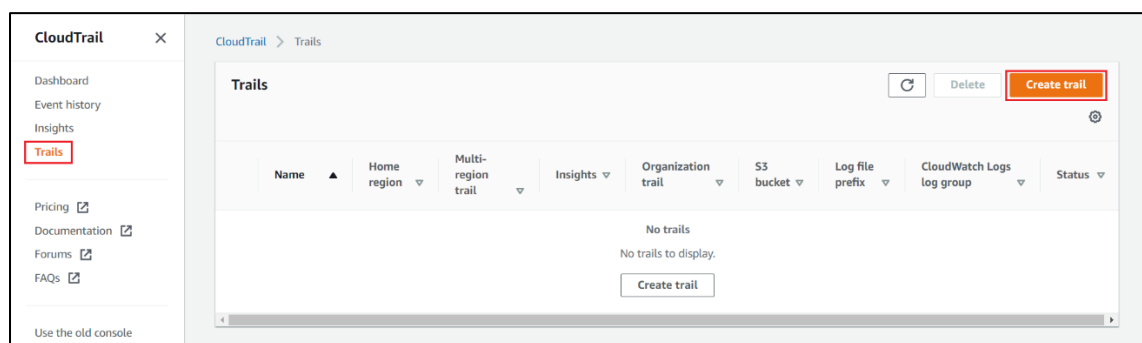 CloudTrail
Dashboard
Event history
Insights
Trails
Pricing
Documentation
Forums
FAQs
Use the old console
CloudTrail > Trails
Trails
Delete
Create trail
Name
Home
region
Multi-
region
trail
Insights
Organization
trail
S3
bucket
Log file
prefix
CloudWatch Logs
log group
Status
No trails
No trails to display.
Create trail